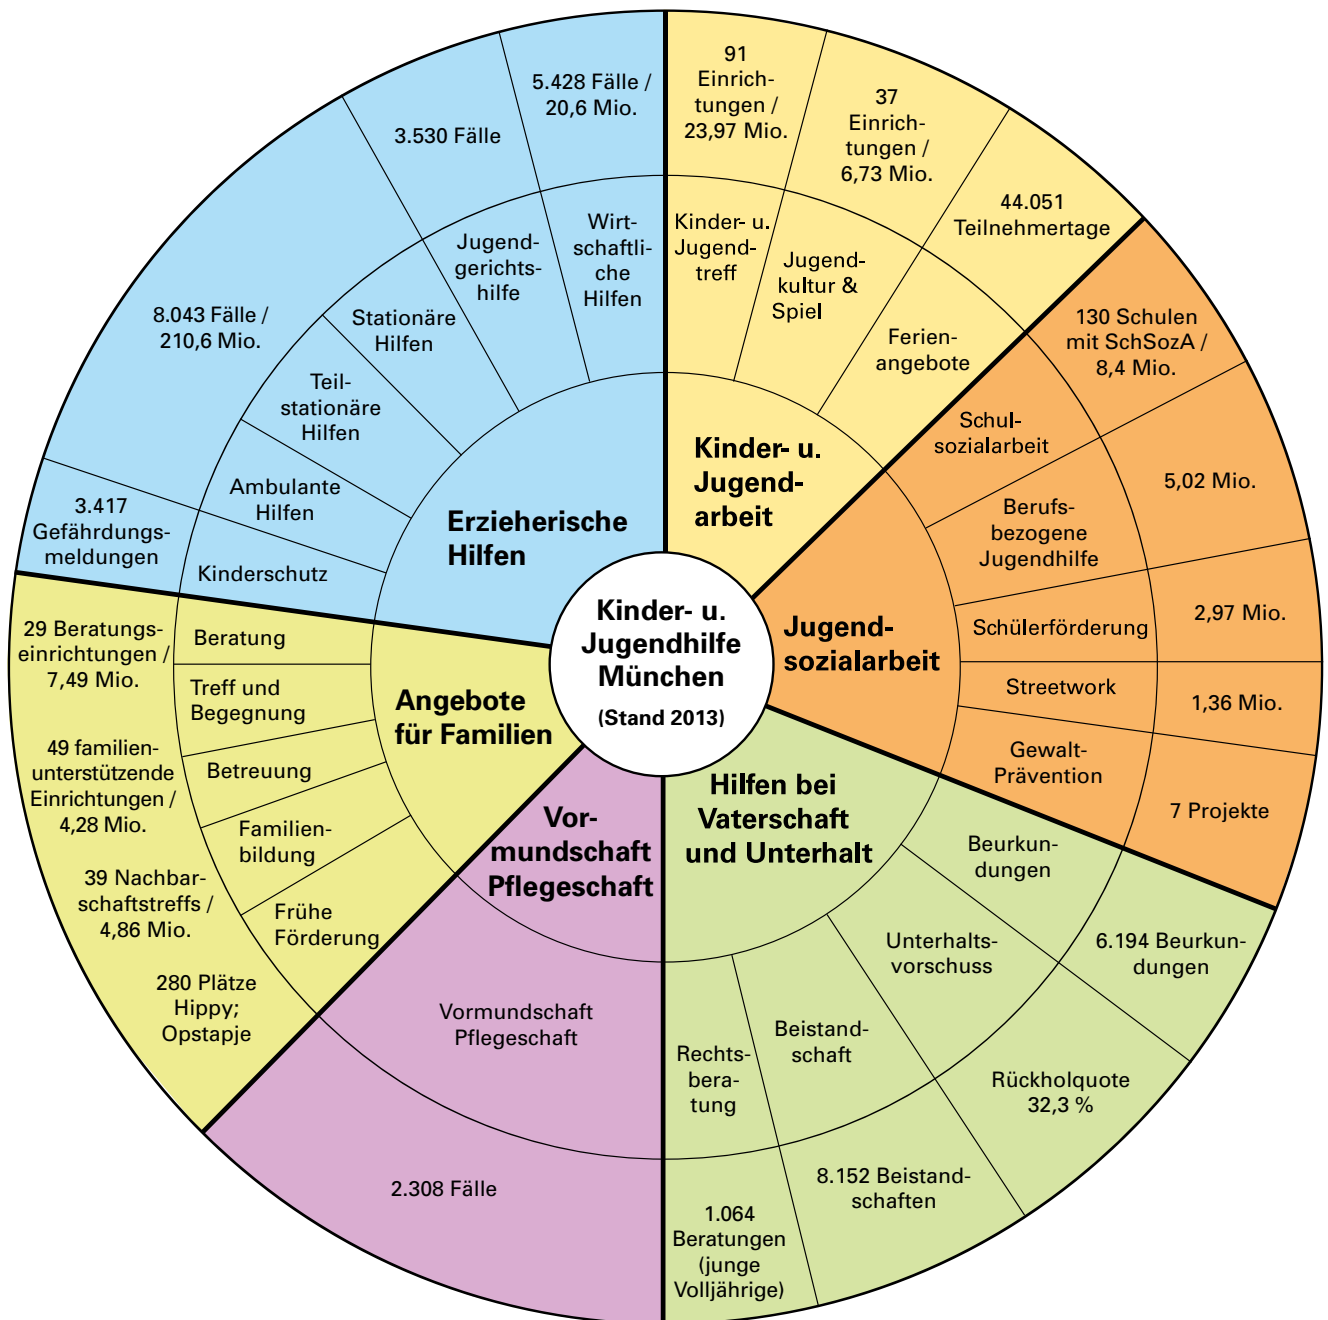 Kinder- u.
Jugendhilfe
München
(Stand 2013)
Kinder- u.
Jugend-
arbeit
Kinder- u.
Jugend-
treff
91
Einrich-
tungen /
23,97 Mio.
Jugend-
kultur &
Spiel
37
Einrich-
tungen /
6,73 Mio.
Ferien-
angebote
44.051
Teilnehmertage
Jugend-
sozialarbeit
Schul-
sozialarbeit
130 Schulen
mit SchSozA /
8,4 Mio.
Berufs-
bezogene
Jugendhilfe
5,02 Mio.
Schülerförderung
2,97 Mio.
Streetwork
1,36 Mio.
Gewalt-
Prävention
7 Projekte
Hilfen bei
Vaterschaft
und Unterhalt
Beurkun-
dungen
6.194 Beurkun-
dungen
Unterhalts-
vorschuss
Rückholquote
32,3 %
Beistand-
schaft
8.152 Beistand-
schaften
Rechts-
bera-
tung
1.064
Beratungen
(junge
Volljährige)
Vor-
mundschaft
Pflegeschaft
Vormundschaft
Pflegeschaft
2.308 Fälle
Angebote
für Familien
Frühe
Förderung
Familien-
bildung
Betreuung
Treff und
Begegnung
Beratung
29 Beratungs-
einrichtungen /
7,49 Mio.
49 familien-
unterstützende
Einrichtungen /
4,28 Mio.
39 Nachbar-
schaftstreffs /
4,86 Mio.
280 Plätze
Hippy;
Opstapje
Erzieherische
Hilfen
Kinderschutz
3.417
Gefährdungs-
meldungen
Ambulante
Hilfen
Teil-
stationäre
Hilfen
Stationäre
Hilfen
8.043 Fälle /
210,6 Mio.
Jugend-
gerichts-
hilfe
3.530 Fälle
Wirt-
schaftli-
che
Hilfen
5.428 Fälle /
20,6 Mio.